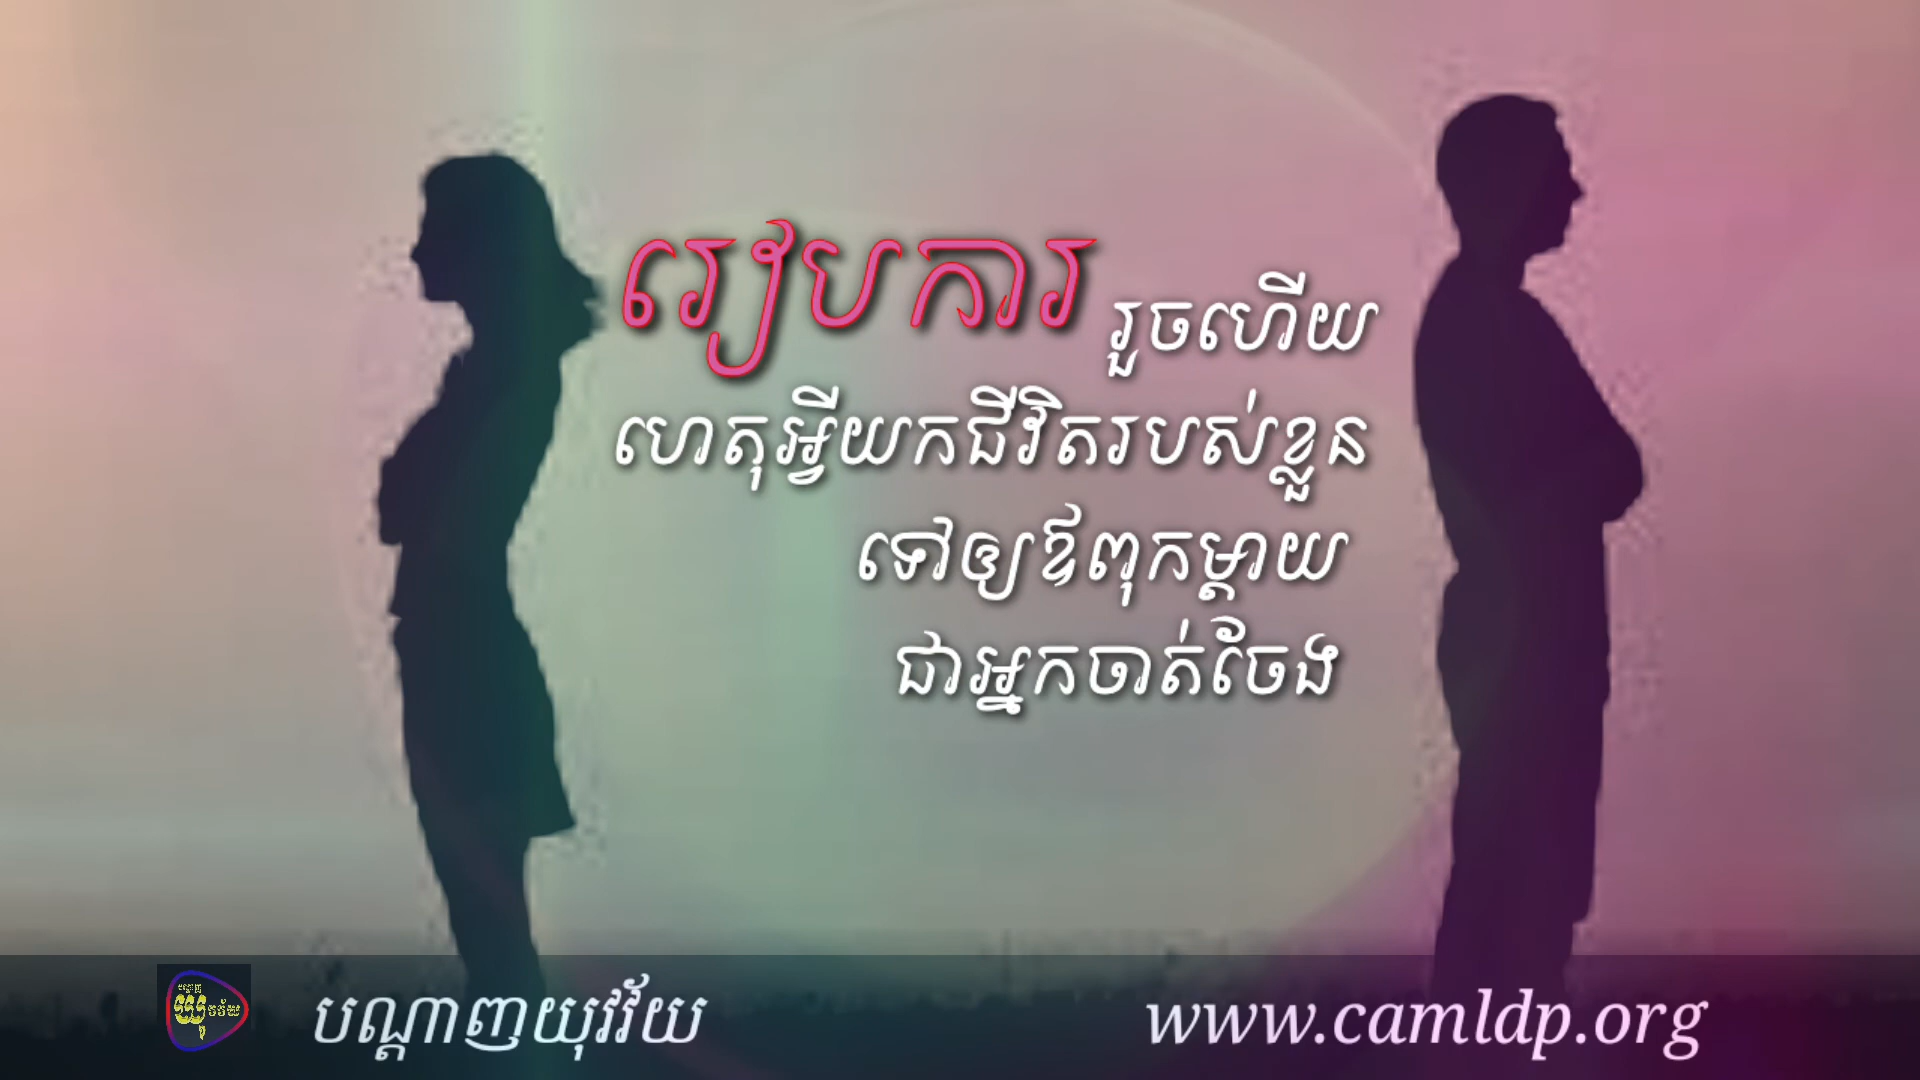 រៀបការ រួចហើយ
ហេតុអ្វីយកជីវិតរបស់ខ្លួន
ទៅឲ្យឪពុកម្តាយ
ជាអ្នកចាត់ចែង
បណ្តាញយុវវ័យ
www.camldp.org